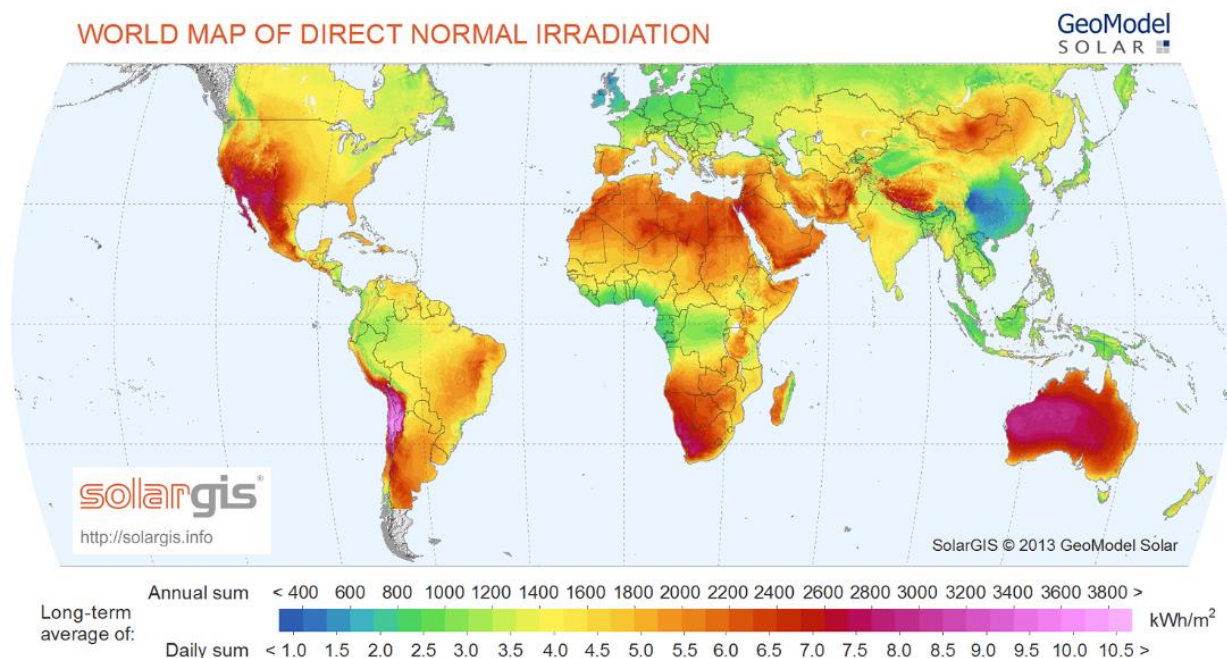 WORLD MAP OF DIRECT NORMAL IRRADIATION
GeoModel
SOLAR
solargis®
http://solargis.info
SolarGIS © 2013 GeoModel Solar
Annual sum < 400 600 800 1000 1200 1400 1600 1800 2000 2200 2400 2600 2800 3000 3200 3400 3600 3800 >
Long-term
average of:
kWh/m²
Daily sum < 1.0 1.5 2.0 2.5 3.0 3.5 4.0 4.5 5.0 5.5 6.0 6.5 7.0 7.5 8.0 8.5 9.0 9.5 10.0 10.5 >